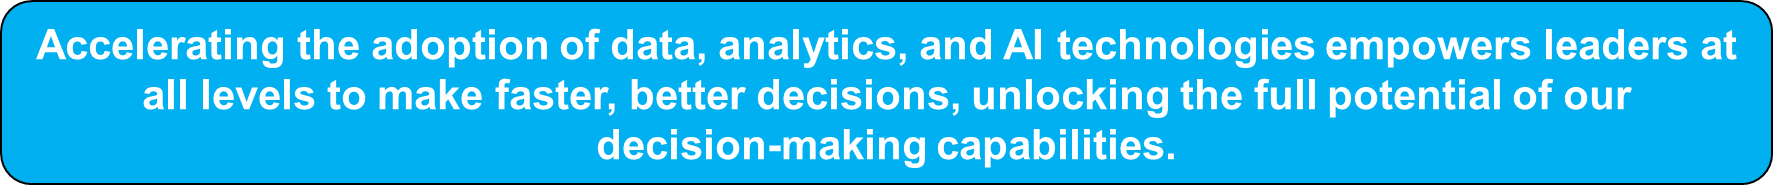 Accelerating the adoption of data, analytics, and AI technologies empowers leaders at
all levels to make faster, better decisions, unlocking the full potential of our
decision-making capabilities.